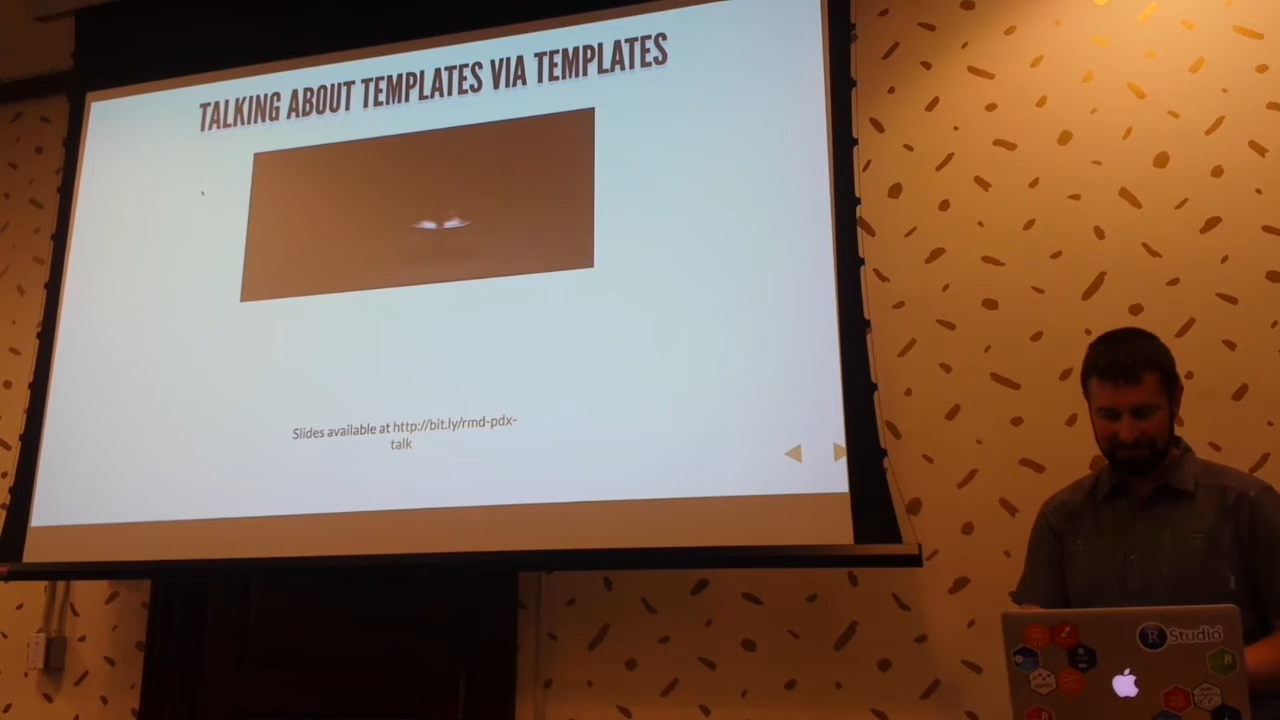 TALKING ABOUT TEMPLATES VIA TEMPLATES
Slides available at http://bit.ly/rmd-pdx-
talk
R Studio